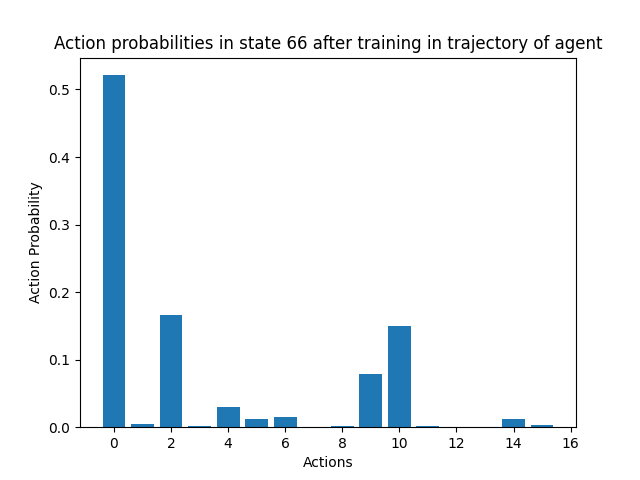 Action probabilities in state 66 after training in trajectory of agent
Action Probability
0.5
0.4
0.3
0.2
0.1
0.0
0 2 4 6 8 10 12 14 16
Actions